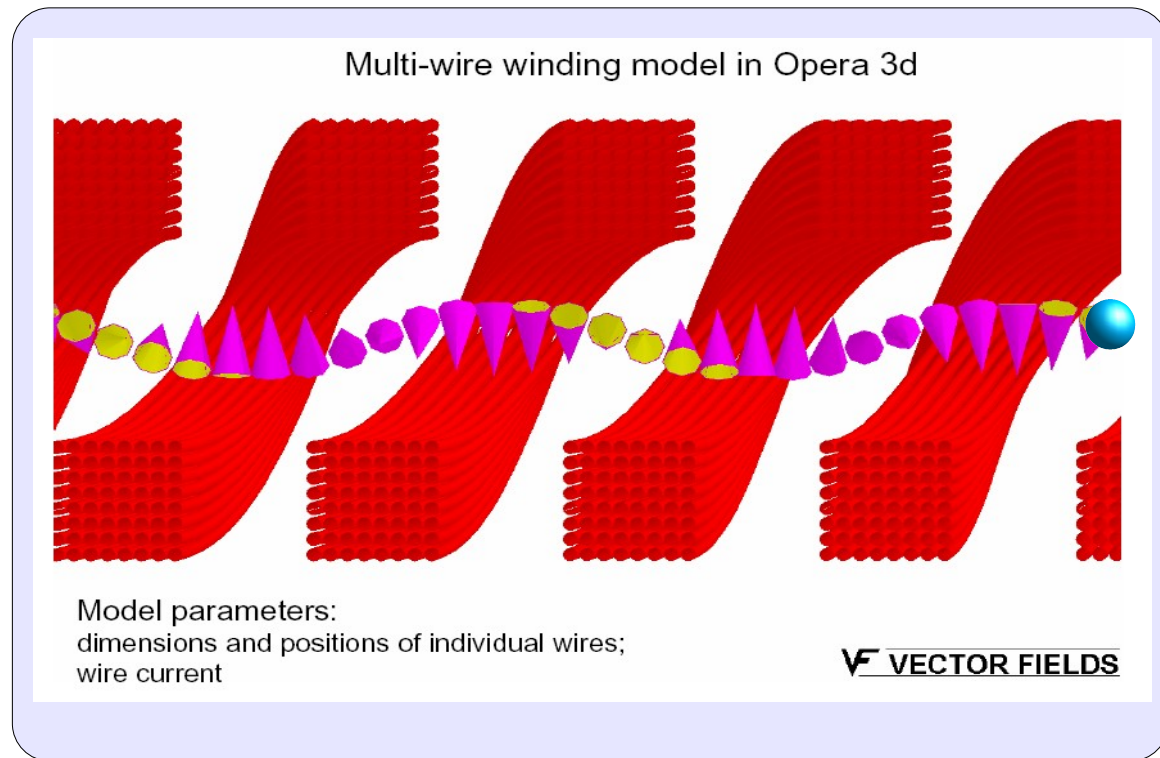 Multi-wire winding model in Opera 3d
Model parameters:
dimensions and positions of individual wires;
wire current
VF VECTOR FIELDS